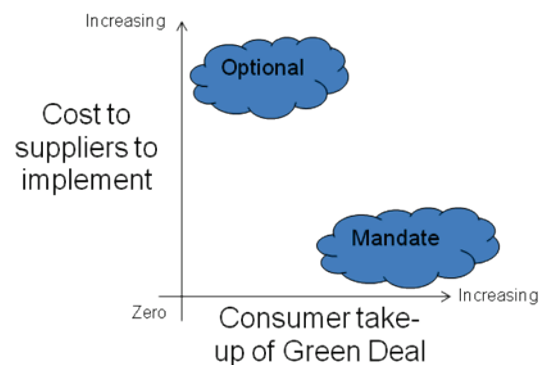 Increasing
Optional
Cost to
suppliers to
implement
Mandate
Increasing
Zero
Consumer take-
up of Green Deal